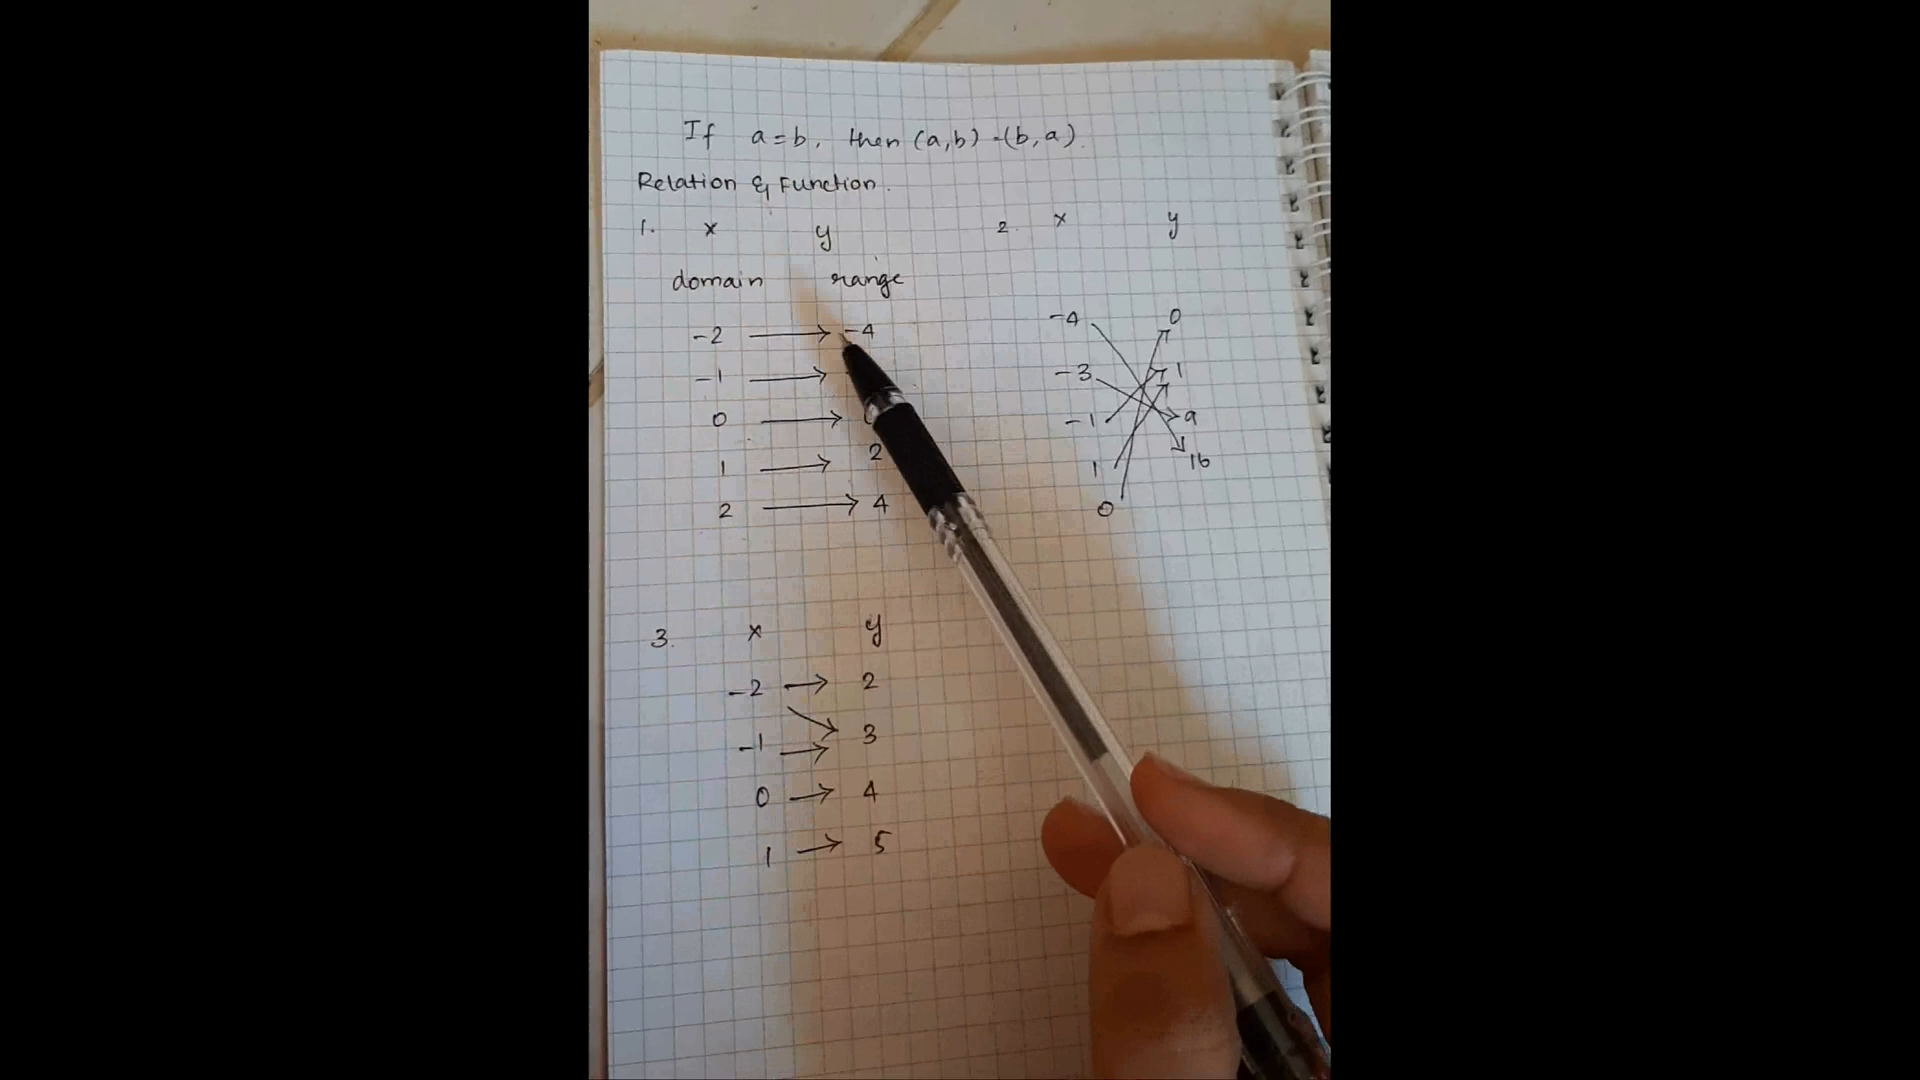 If a=b, then (a,b) =(b,a).
Relation & Function.
1. x y
domain range
-2 → -4
-1 →
0 →
1 → 2
2 → 4
2. x y
-4 0
-3 1
-1 9
1 16
0
3. x y
-2 → 2
-1 → 3
0 → 4
1 → 5